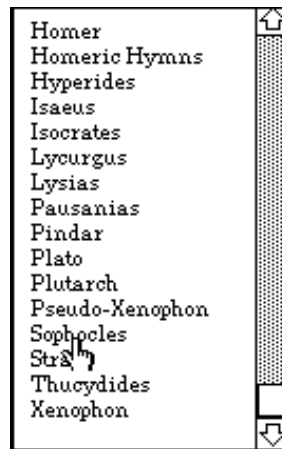 Homer
Homeric Hymns
Hyperides
Isaeus
Isocrates
Lycurgus
Lysias
Pausanias
Pindar
Plato
Plutarch
Pseudo-Xenophon
Sophocles
Thucydides
Xenophon